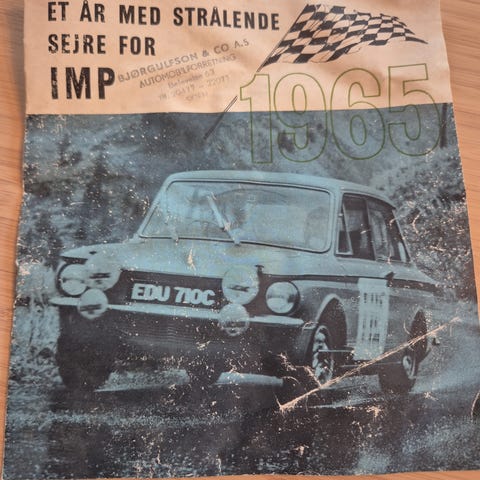 ET ÅR MED STRÅLENDE
SEJRE FOR
IMP
BJØRGULFSON & CO A.S
AUTOMOBILFORRETNING
1965
EDU 710C